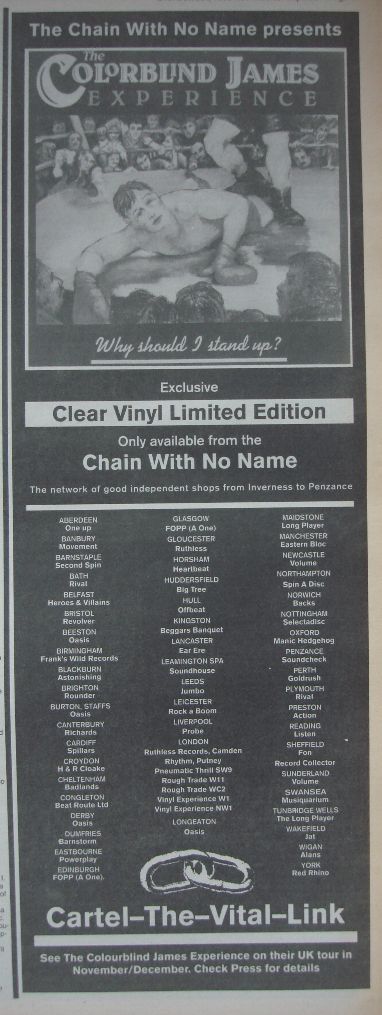 The Chain With No Name presents
The
COLORBLIND JAMES
EXPERIENCE
Why should I stand up?
Exclusive
Clear Vinyl Limited Edition
Only available from the
Chain With No Name
The network of good independent shops from Inverness to Penzance
ABERDEEN
One up
BANBURY
Movement
BARNSTAPLE
Second Spin
BATH
Rival
BELFAST
Heroes & Villains
BRISTOL
Revolver
BEESTON
Oasis
BIRMINGHAM
Frank's Wild Records
BLACKBURN
Astonishing
BRIGHTON
Rounder
BURTON, STAFFS
Oasis
CANTERBURY
Richards
CARDIFF
Spillars
CROYDON
H & R Cloake
CHELTENHAM
Badlands
CONGLETON
Beat Route Ltd
DERBY
Oasis
DUMFRIES
Barnstorm
EASTBOURNE
Powerplay
EDINBURGH
FOPP (A One).
GLASGOW
FOPP (A One)
GLOUCESTER
Ruthless
HORSHAM
Heartbeat
HUDDERSFIELD
Big Tree
HULL
Offbeat
KINGSTON
Beggars Banquet
LANCASTER
Ear Ere
LEAMINGTON SPA
Soundhouse
LEEDS
Jumbo
LEICESTER
Rock a Boom
LIVERPOOL
Probe
LONDON
Ruthless Records, Camden
Rhythm, Putney
Pneumatic Thrill SW9
Rough Trade W11
Rough Trade WC2
Vinyl Experience W1
Vinyl Experience NW1
LONGEATON
Oasis
MAIDSTONE
Long Player
MANCHESTER
Eastern Bloc
NEWCASTLE
Volume
NORTHAMPTON
Spin A Disc
NORWICH
Backs
NOTTINGHAM
Selectadisc
OXFORD
Manic Hedgehog
PENZANCE
Soundcheck
PERTH
Goldrush
PLYMOUTH
Rival
PRESTON
Action
READING
Listen
SHEFFIELD
Fon
Record Collector
SUNDERLAND
Volume
SWANSEA
Musiquarium
TUNBRIDGE WELLS
The Long Player
WAKEFIELD
Jat
WIGAN
Alans
YORK
Red Rhino
Cartel–The–Vital–Link
See The Colourblind James Experience on their UK tour in
November/December. Check Press for details